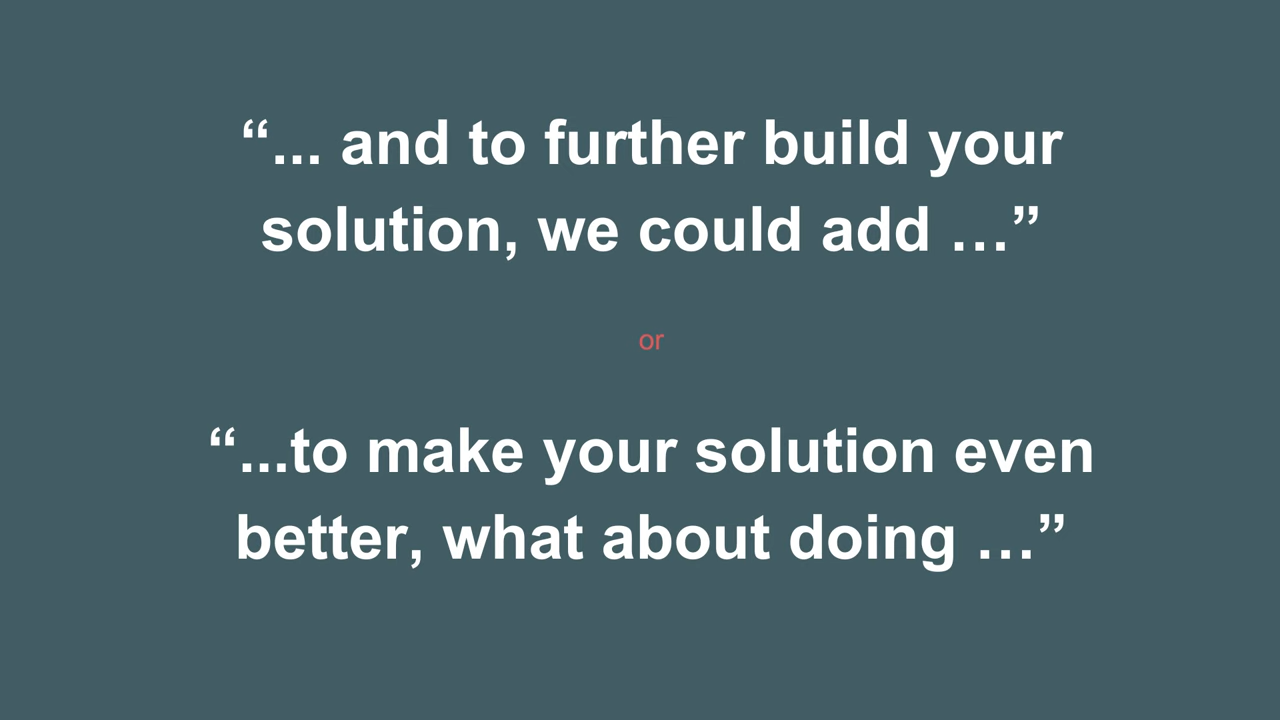 “... and to further build your
solution, we could add …”
or
“...to make your solution even
better, what about doing …”